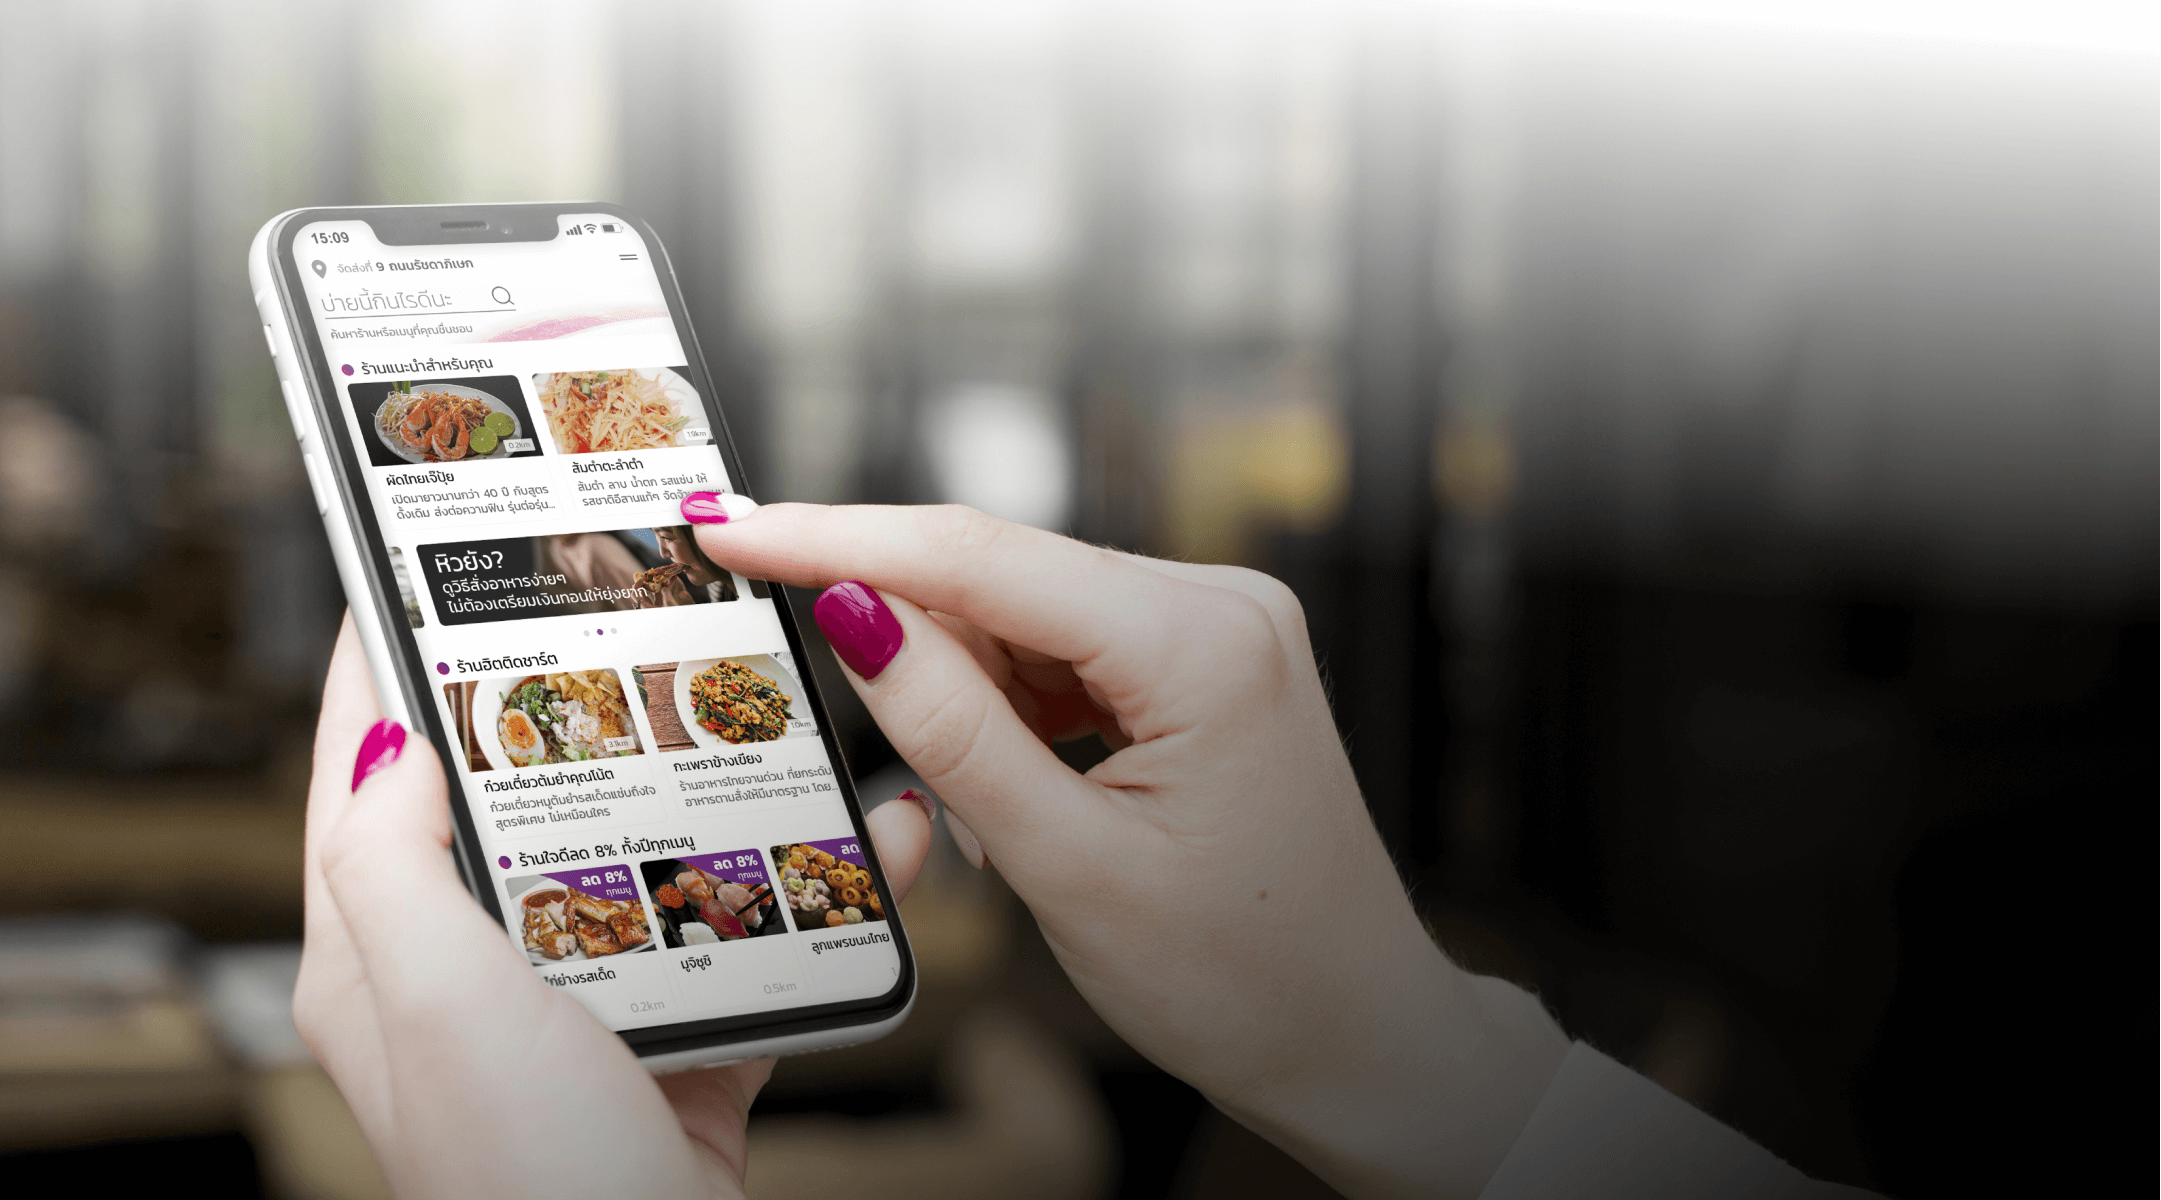 15:09
จัดส่งที่ 9 ถนนรัชดาภิเษก
บ่ายนี้กินไรดีนะ
ค้นหาร้านหรือเมนูที่คุณชื่นชอบ
ร้านแนะนำสำหรับคุณ
0.2km
1.9km
ผัดไทยเจ๊ปุ้ย
เปิดมายาวนานกว่า 40 ปี กับสูตร
ดั้งเดิม ส่งต่อความฟิน รุ่นต่อรุ่น...
ส้มตำตะลำตำ
ส้มตำ ลาบ น้ำตก รสแซ่บ ให้
รสชาติอีสานแท้ๆ
หิวยัง?
ดูวิธีสั่งอาหารง่ายๆ
ไม่ต้องเตรียมเงินทอนให้ยุ่งยาก
ร้านฮิตติดชาร์ต
3.1km
1.0km
ก๋วยเตี๋ยวต้มยำคุณโน้ต
ก๋วยเตี๋ยวหมูต้มยำรสเด็ดแซ่บถึงใจ
สูตรพิเศษ ไม่เหมือนใคร
กะเพราข้างเขียง
ร้านอาหารไทยจานด่วน ที่ยกระดับ
อาหารตามสั่งให้มีมาตรฐาน โดย...
ร้านใจดีลด 8% ทั้งปีทุกเมนู
ลด 8%
ทุกเมนู
ลด 8%
ทุกเมนู
ลด
ไก่ย่างรสเด็ด
0.2km
มูจิซูชิ
0.5km
ลูกแพรขนมไทย